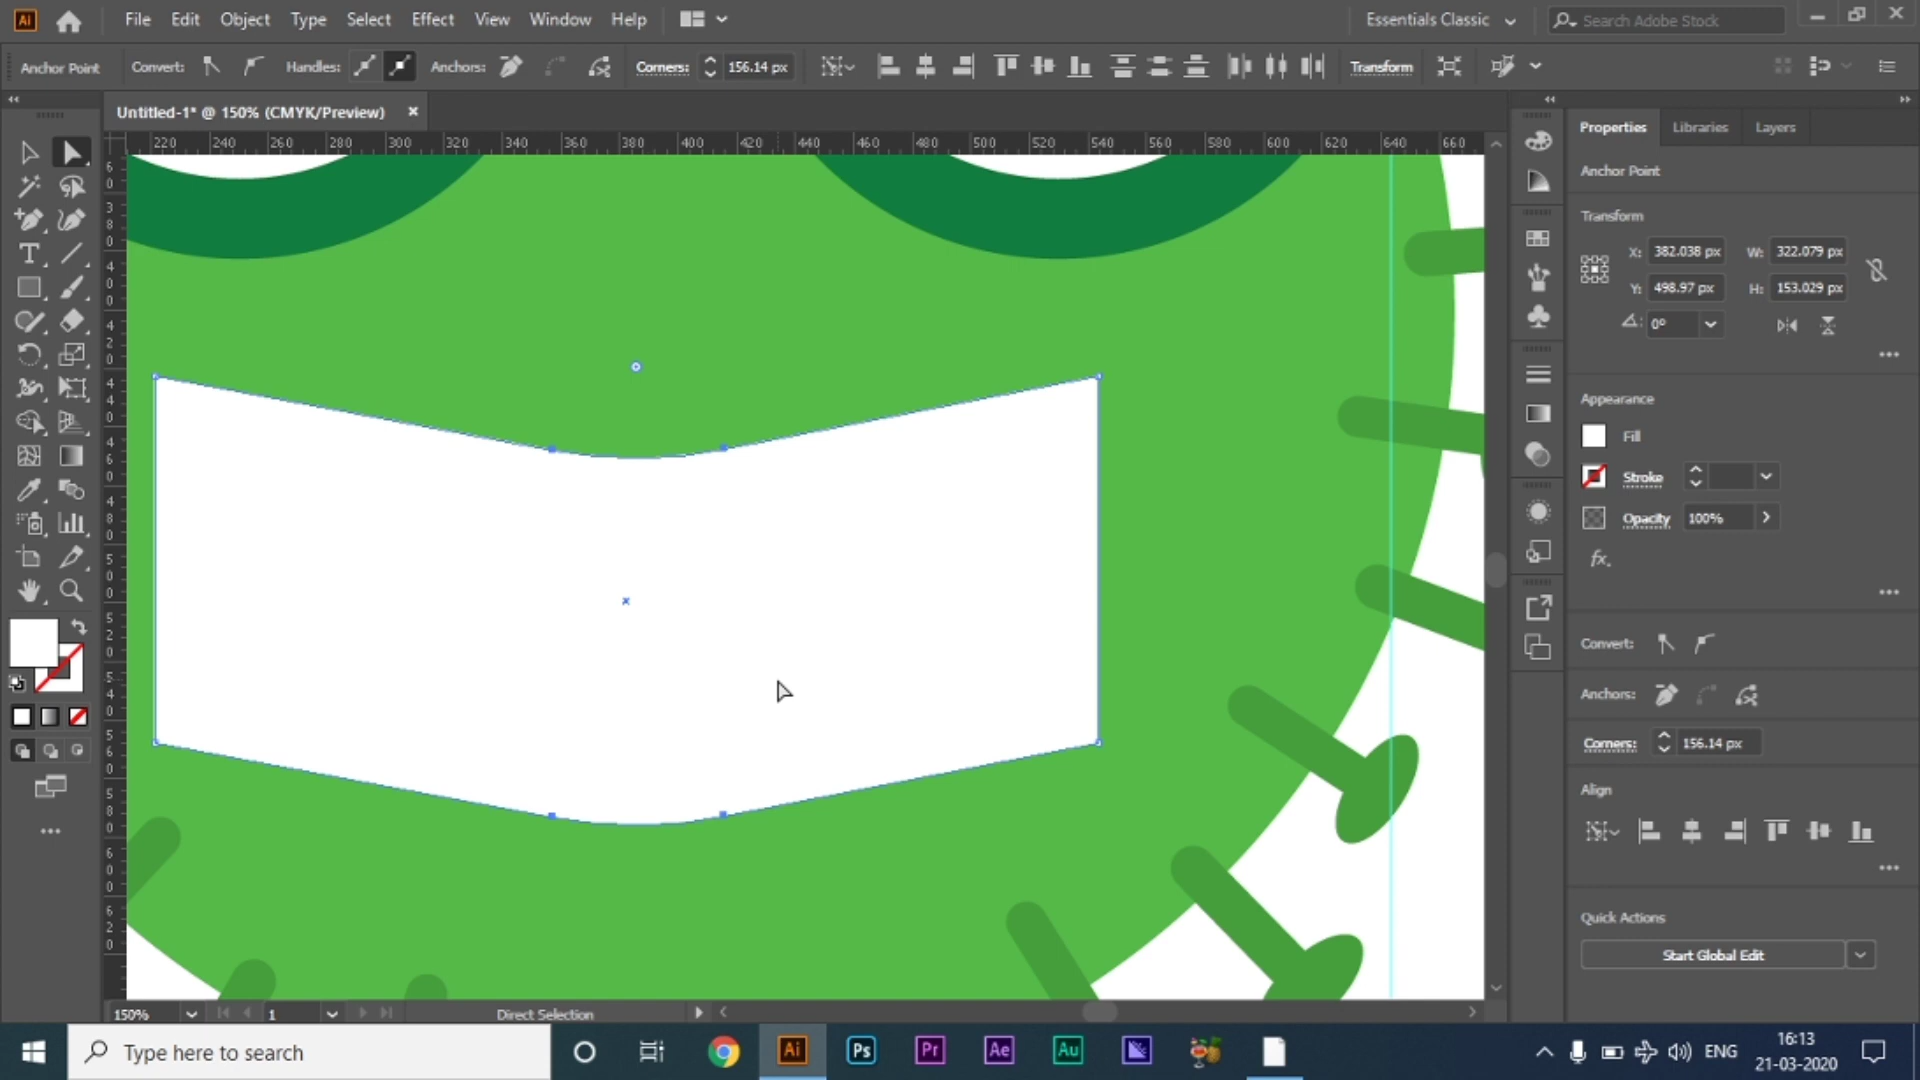 Ai File Edit Object Type Select Effect View Window Help Essentials Classic Search Adobe Stock
Anchor Point Convert: Handles: Anchors: Corners: 156.14 px Transform
Untitled-1* @ 150% (CMYK/Preview) ×
220 240 260 280 300 320 340 360 380 400 420 440 460 480 500 520 540 560 580 600 620 640 660
Properties Libraries Layers
Anchor Point
Transform
X: 382.038 px W: 322.079 px
Y: 498.97 px H: 153.029 px
0°
Appearance
Fill
Stroke
Opacity 100%
fx.
Convert:
Anchors:
Corners: 156.14 px
Align
Quick Actions
Start Global Edit
150% 1 Direct Selection
Type here to search
Ai Ps Pr Ae Au
ENG
16:13
21-03-2020